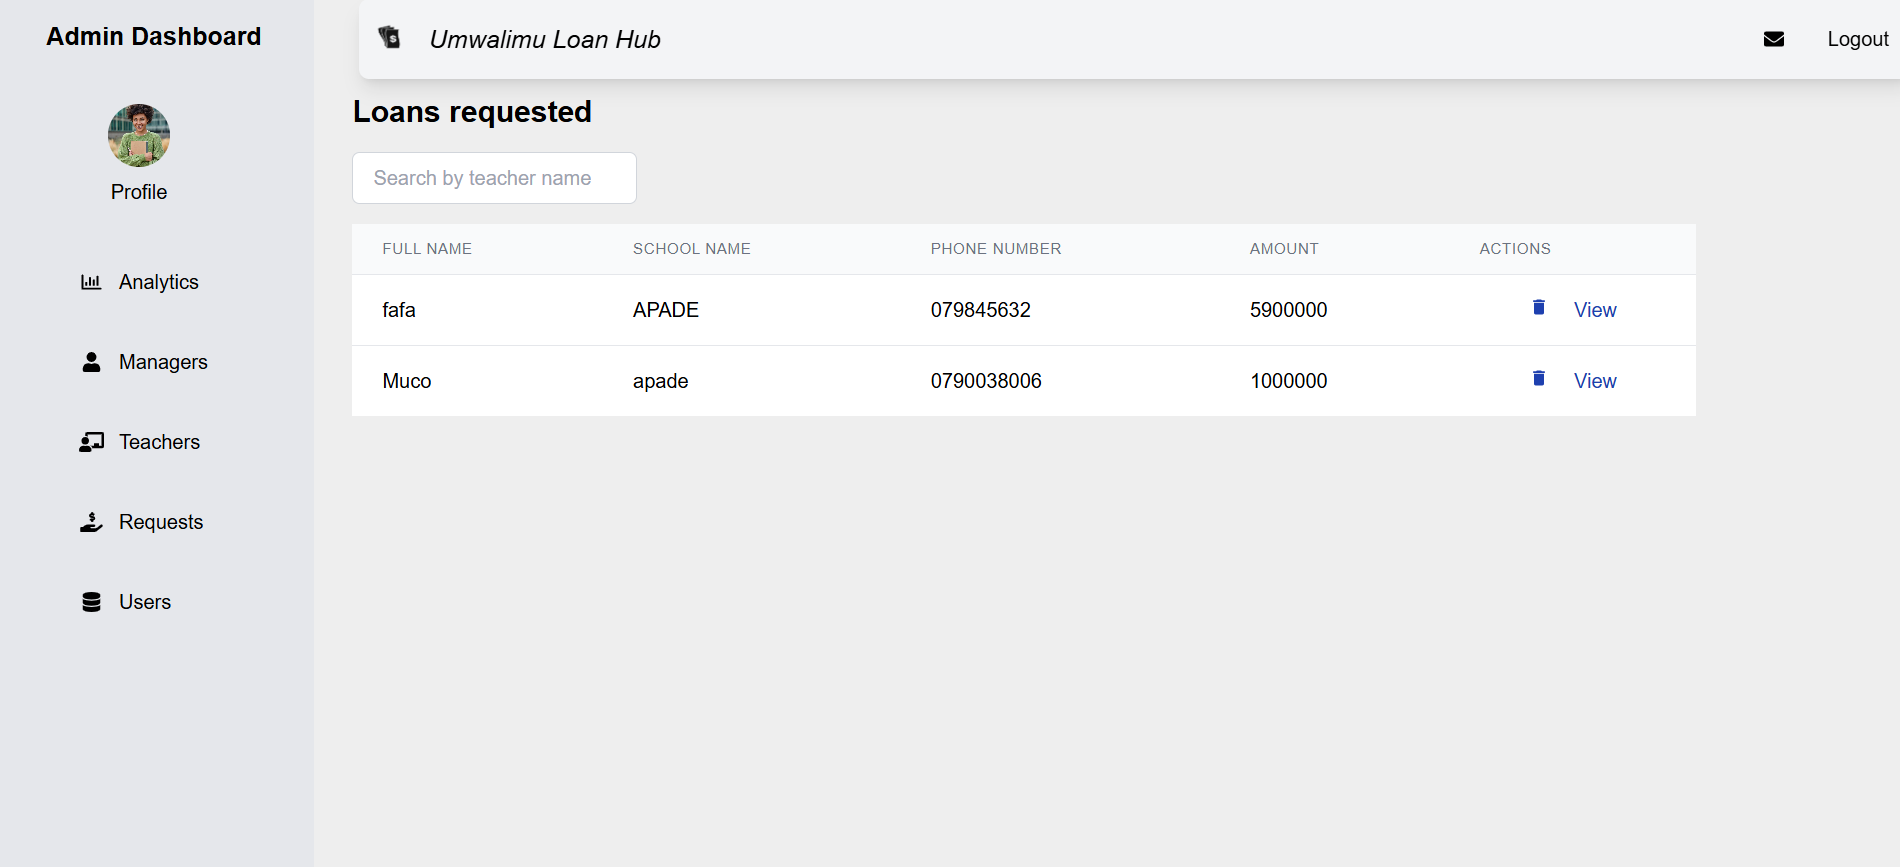 Admin Dashboard
Profile
Analytics
Managers
Teachers
Requests
Users
Umwalimu Loan Hub
Logout
Loans requested
Search by teacher name
FULL NAME SCHOOL NAME PHONE NUMBER AMOUNT ACTIONS
fafa APADE 079845632 5900000 View
Muco apade 0790038006 1000000 View